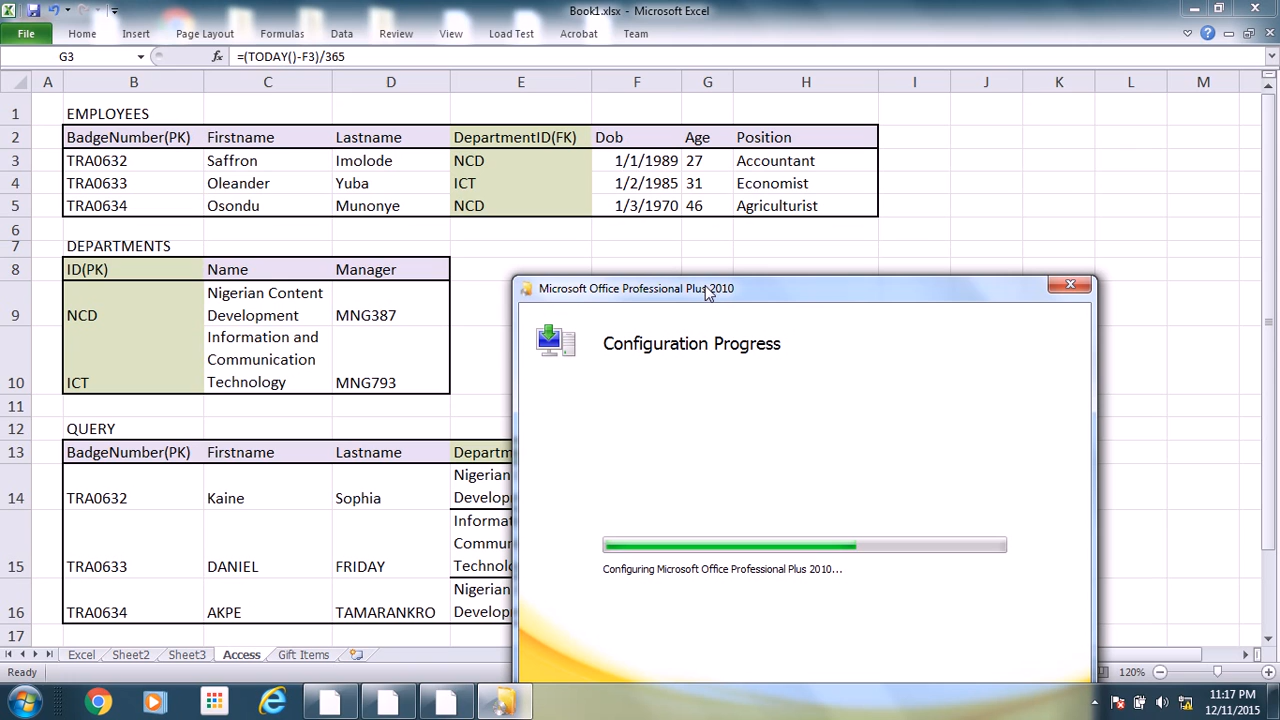 Book1.xlsx - Microsoft Excel
File Home Insert Page Layout Formulas Data Review View Load Test Acrobat Team
G3 fx =(TODAY()-F3)/365
A B C D E F G H I J K L M
1 EMPLOYEES
2 BadgeNumber(PK) Firstname Lastname DepartmentID(FK) Dob Age Position
3 TRA0632 Saffron Imolode NCD 1/1/1989 27 Accountant
4 TRA0633 Oleander Yuba ICT 1/2/1985 31 Economist
5 TRA0634 Osondu Munonye NCD 1/3/1970 46 Agriculturist
6
7 DEPARTMENTS
8 ID(PK) Name Manager
Nigerian Content
9 NCD Development MNG387
Information and
Communication
10 ICT Technology MNG793
11
12 QUERY
13 BadgeNumber(PK) Firstname Lastname Departm
Nigerian
14 TRA0632 Kaine Sophia Develop
Informat
Commun
15 TRA0633 DANIEL FRIDAY Technol
Nigerian
16 TRA0634 AKPE TAMARANKRO Develop
17
Microsoft Office Professional Plus 2010
Configuration Progress
Configuring Microsoft Office Professional Plus 2010...
Excel Sheet2 Sheet3 Access Gift Items
Ready 120%
11:17 PM
12/11/2015